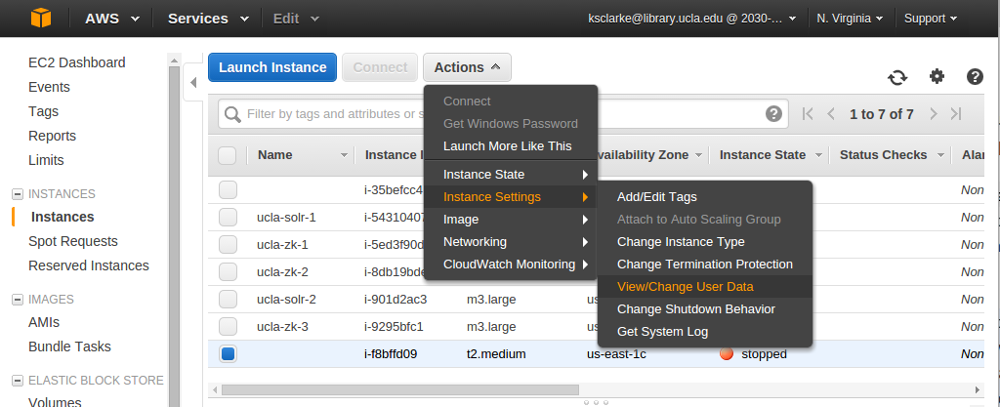 AWS Services Edit ksclarke@library.ucla.edu @ 2030-... N. Virginia Support
EC2 Dashboard
Events
Tags
Reports
Limits
INSTANCES
Instances
Spot Requests
Reserved Instances
IMAGES
AMIs
Bundle Tasks
ELASTIC BLOCK STORE
Volumes
Launch Instance Connect Actions
Filter by tags and attributes or s 1 to 7 of 7
Name Instance I vailability Zone Instance State Status Checks Alar
i-35befcc4 Non
ucla-solr-1 i-54310407 Non
ucla-zk-1 i-5ed3f90d Non
ucla-zk-2 i-8db19bde Non
ucla-solr-2 i-901d2ac3 m3.large us- Non
ucla-zk-3 i-9295bfc1 m3.large us- Non
i-f8bffd09 t2.medium us-east-1c stopped Non
Connect
Get Windows Password
Launch More Like This
Instance State
Instance Settings
Image
Networking
CloudWatch Monitoring
Add/Edit Tags
Attach to Auto Scaling Group
Change Instance Type
Change Termination Protection
View/Change User Data
Change Shutdown Behavior
Get System Log